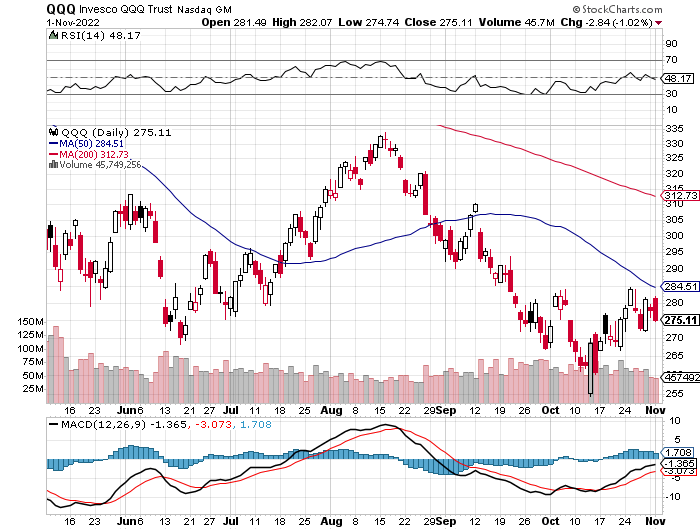 QQQ Invesco QQQ Trust Nasdaq GM © StockCharts.com
1-Nov-2022 Open 281.49 High 282.07 Low 274.74 Close 275.11 Volume 45.7M Chg -2.84 (-1.02%)
RSI(14) 48.17
90
70
48.17
30
10
QQQ (Daily) 275.11
MA(50) 284.51
MA(200) 312.73
Volume 45,749,256
335
330
325
320
315
312.73
310
305
300
295
290
284.51
280
275.11
270
265
260
255
150M
125M
100M
75M
50M
25M
457492
16 23 Jun 6 13 21 27 Jul 11 18 25 Aug 8 15 22 29 Sep 12 19 26 Oct 10 17 24 Nov
MACD(12,26,9) -1.365, -3.073, 1.708
10
5
1.708
-1.365
-3.073
-5
-10
16 23 Jun 6 13 21 27 Jul 11 18 25 Aug 8 15 22 29 Sep 12 19 26 Oct 10 17 24 Nov